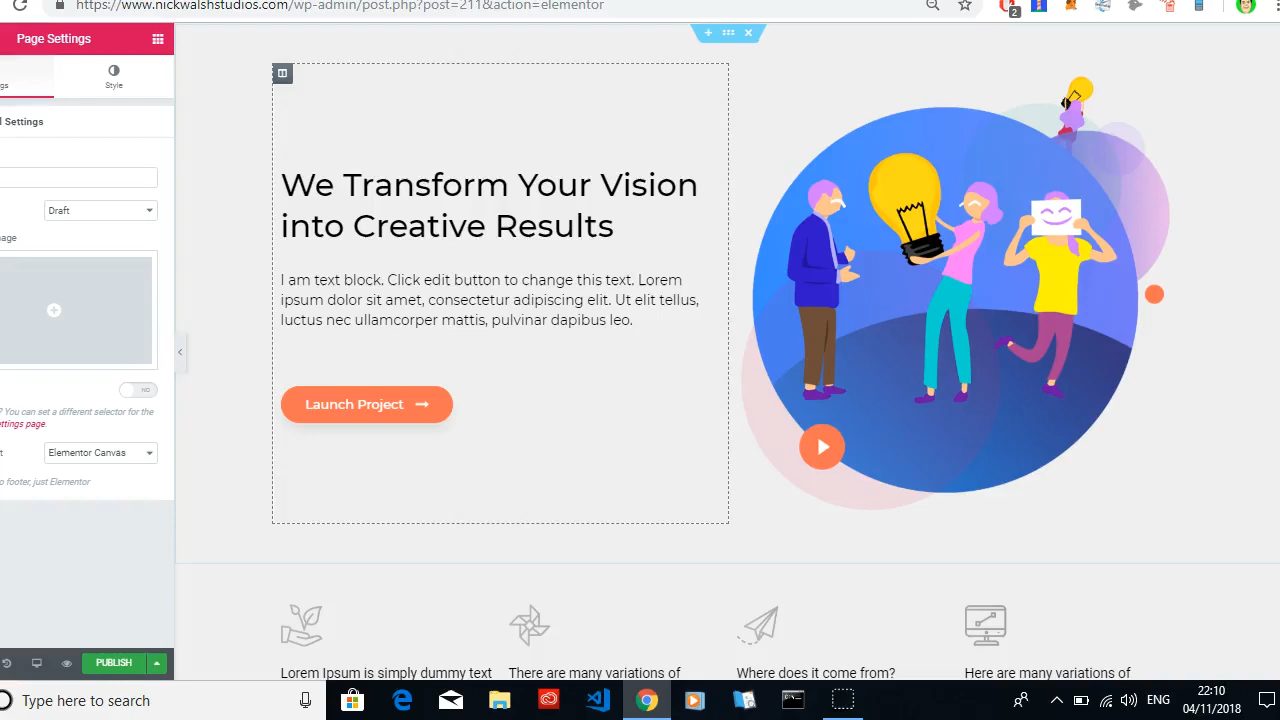 https://www.nickwalshstudios.com/wp-admin/post.php?post=211&action=elementor
2
Page Settings
gs
Style
l Settings
Draft
nage
NO
? You can set a different selector for the
ettings page.
t
Elementor Canvas
o footer, just Elementor
PUBLISH
We Transform Your Vision
into Creative Results
I am text block. Click edit button to change this text. Lorem
ipsum dolor sit amet, consectetur adipiscing elit. Ut elit tellus,
luctus nec ullamcorper mattis, pulvinar dapibus leo.
Launch Project
Lorem Ipsum is simply dummy text
There are many variations of
Where does it come from?
Here are many variations of
Type here to search
ENG
22:10
04/11/2018